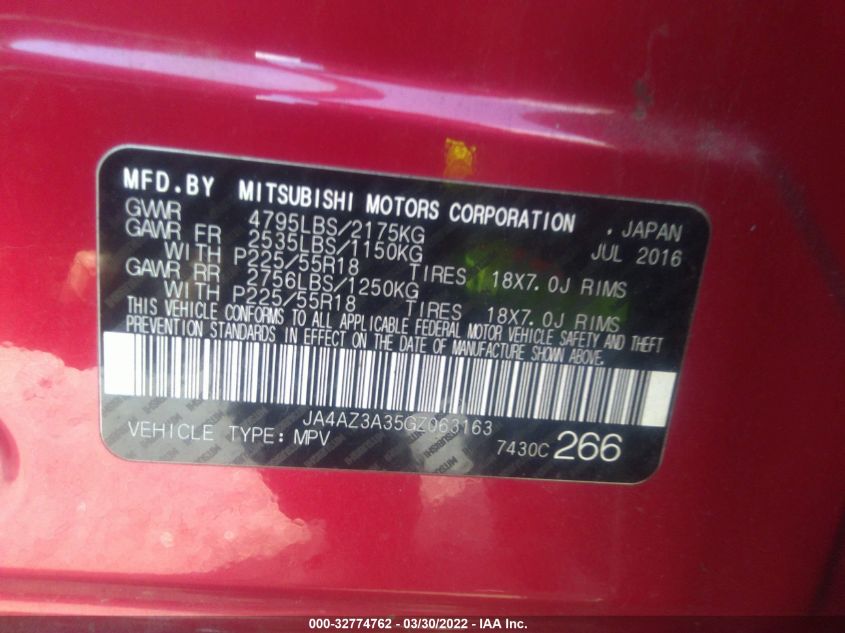 MFD.BY MITSUBISHI MOTORS CORPORATION . JAPAN
GVWR 4795LBS/2175KG JUL 2016
GAWR FR 2535LBS/1150KG
WITH P225/55R18 TIRES 18X7.0J RIMS
GAWR RR 2756LBS/1250KG
WITH P225/55R18 TIRES 18X7.0J RIMS
THIS VEHICLE CONFORMS TO ALL APPLICABLE FEDERAL MOTOR VEHICLE SAFETY AND THEFT
PREVENTION STANDARDS IN EFFECT ON THE DATE OF MANUFACTURE SHOWN ABOVE.
JA4AZ3A35GZ063163
VEHICLE TYPE:MPV 7430C 266
000-32774762 - 03/30/2022 - IAA Inc.